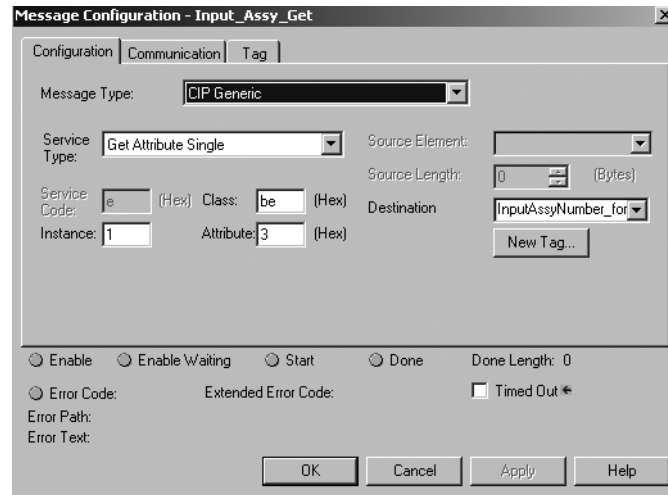 Message Configuration - Input_Assy_Get
Configuration Communication Tag
Message Type: CIP Generic
Service Type: Get Attribute Single
Source Element:
Source Length: 0 (Bytes)
Service Code: e (Hex) Class: be (Hex)
Destination InputAssyNumber_for
Instance: 1 Attribute: 3 (Hex)
New Tag...
Enable Enable Waiting Start Done Done Length: 0
Error Code: Extended Error Code: Timed Out
Error Path:
Error Text:
OK Cancel Apply Help